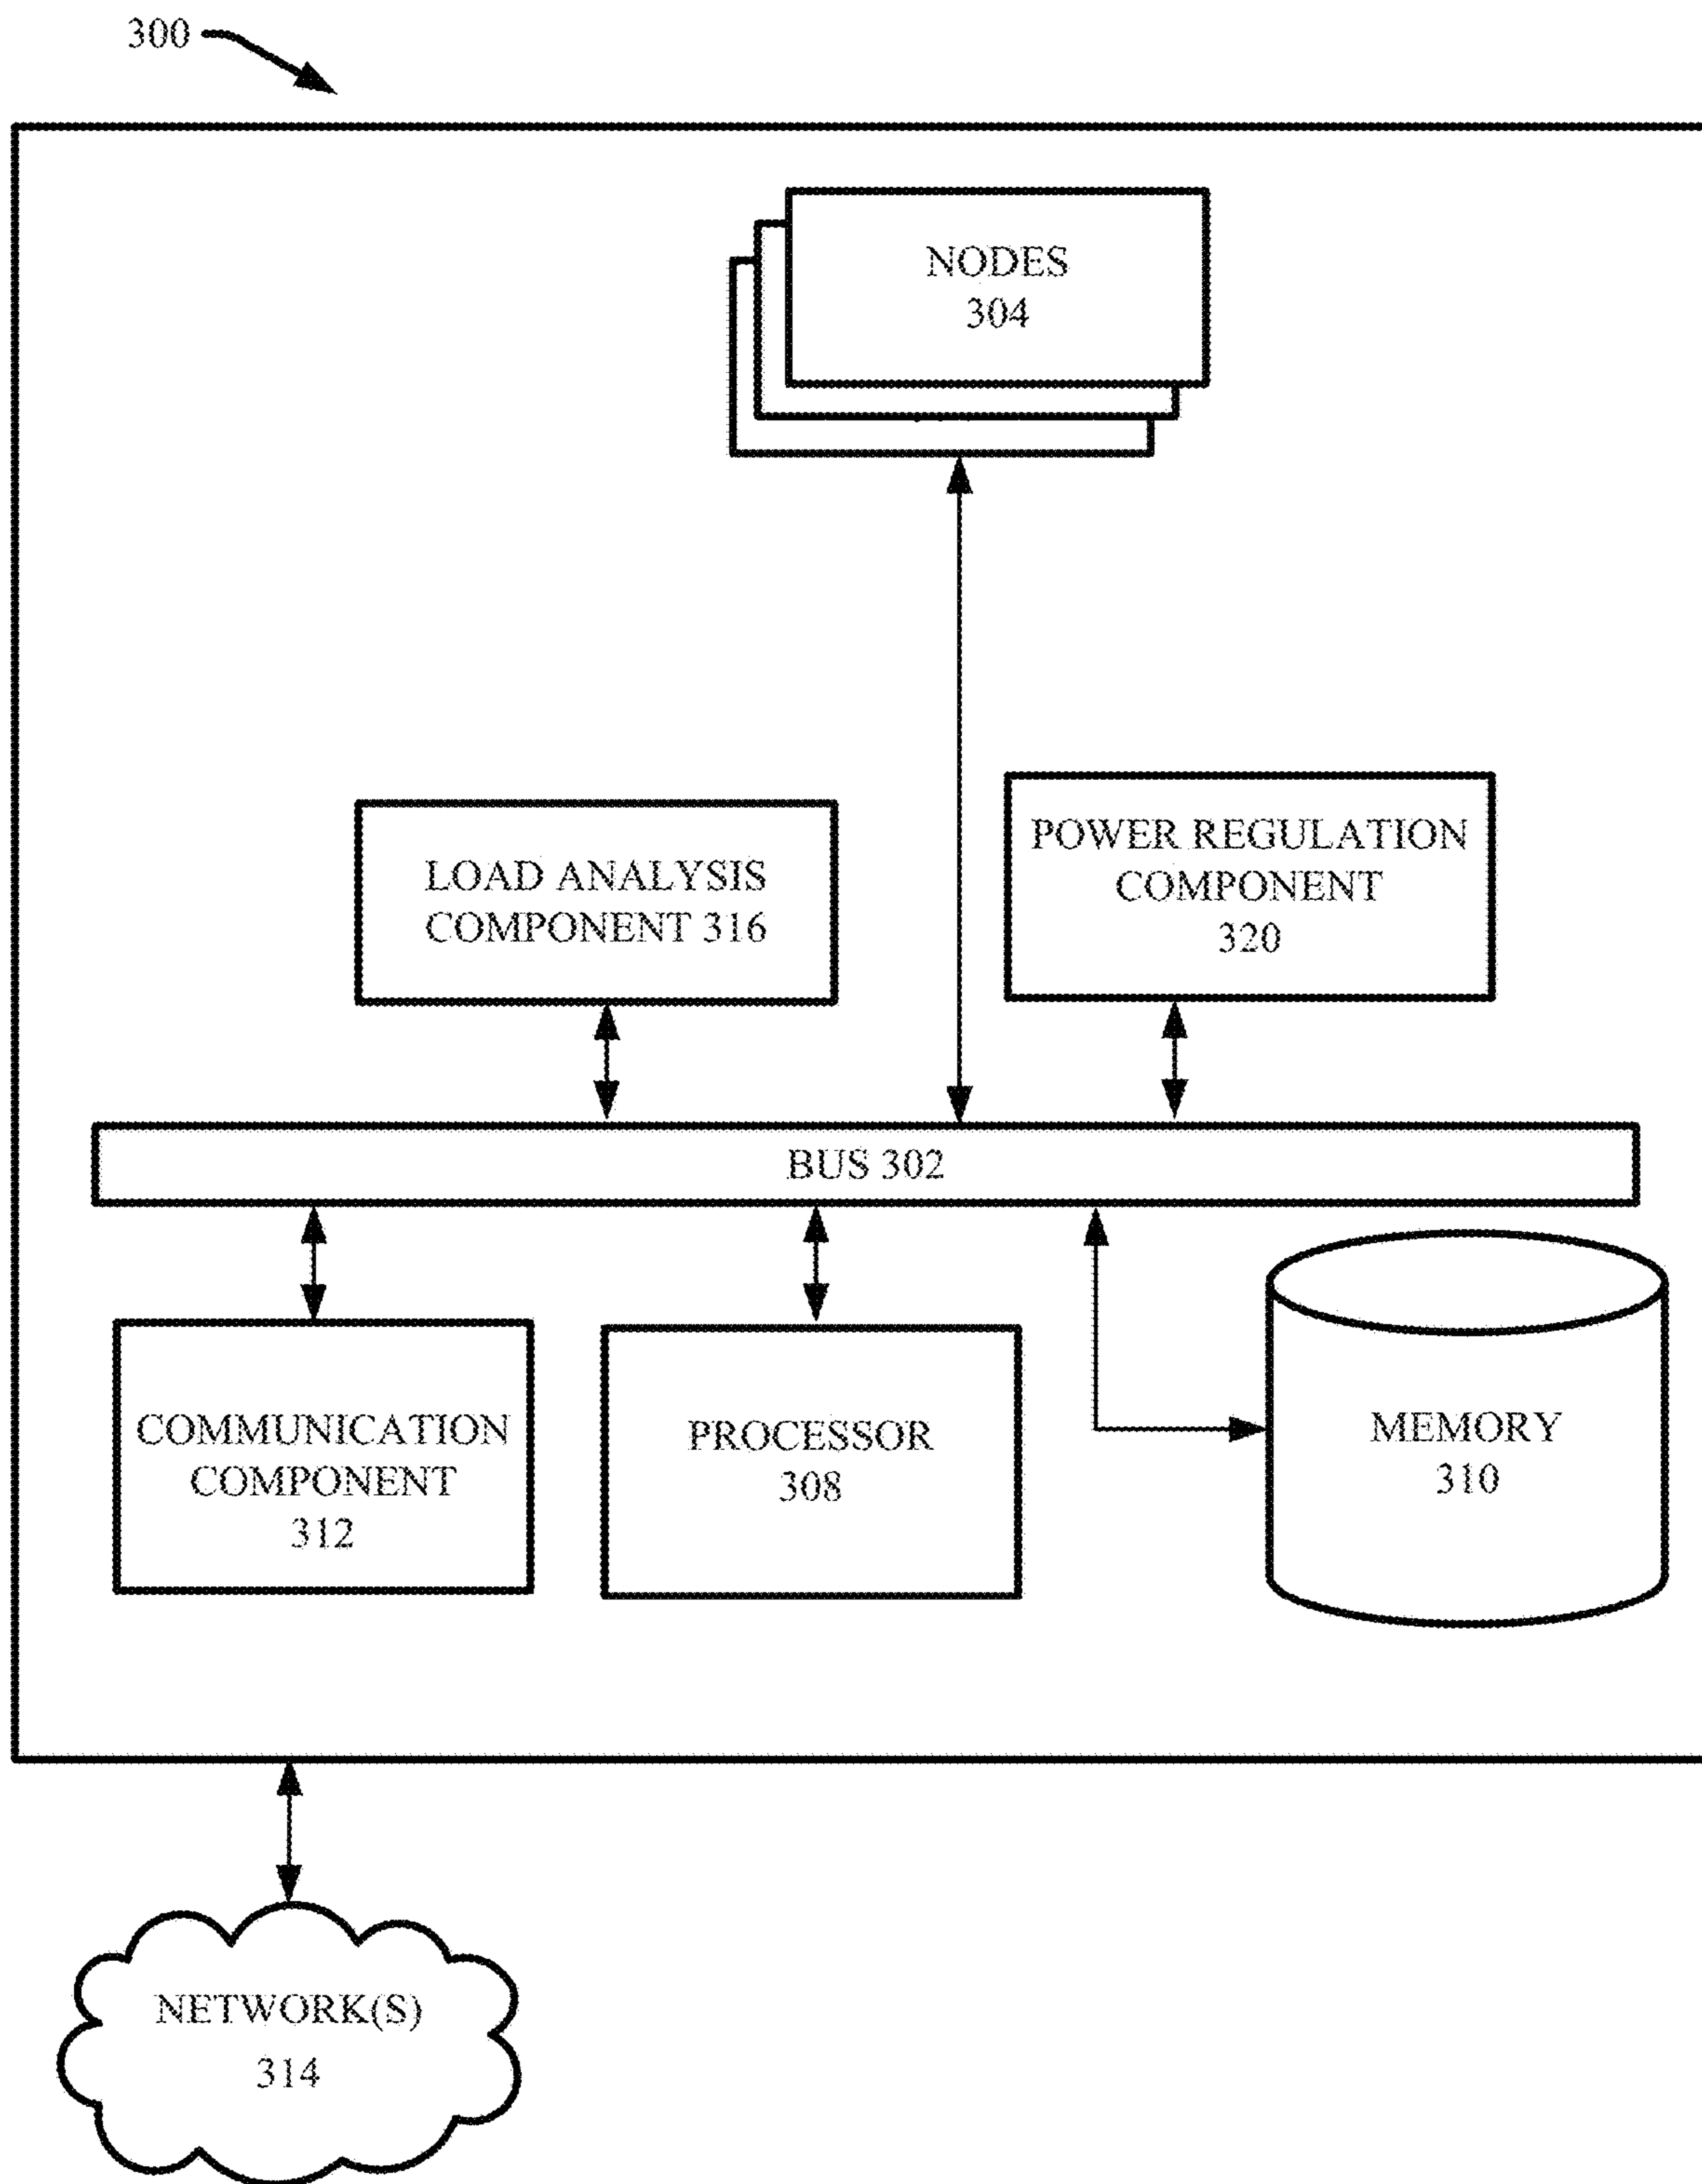 300
NODES
304
LOAD ANALYSIS
COMPONENT 316
POWER REGULATION
COMPONENT
320
BUS 302
COMMUNICATION
COMPONENT
312
PROCESSOR
308
MEMORY
310
NETWORK(S)
314